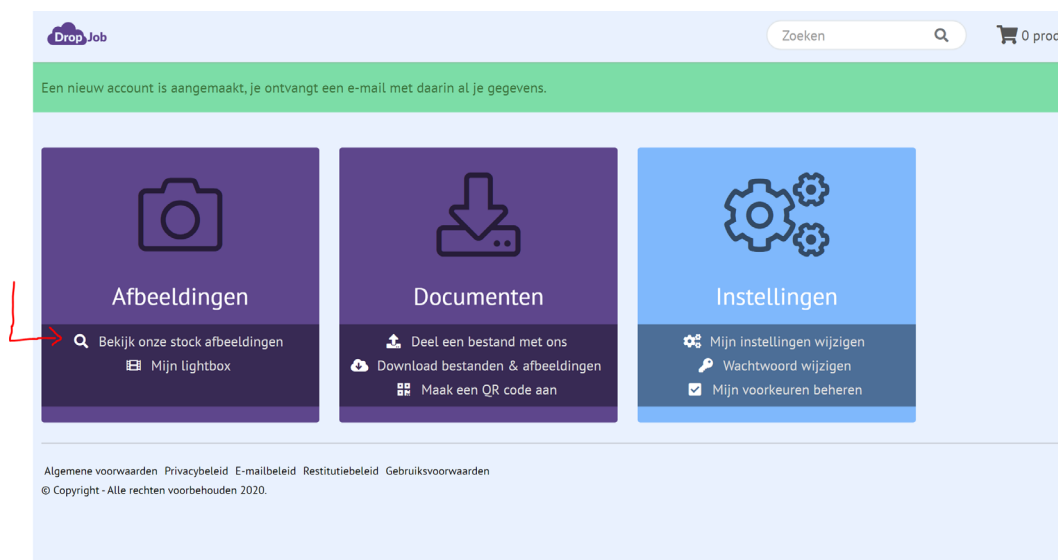 DropJob
Zoeken
Een nieuw account is aangemaakt, je ontvangt een e-mail met daarin al je gegevens.
Afbeeldingen
Bekijk onze stock afbeeldingen
Mijn lightbox
Documenten
Deel een bestand met ons
Download bestanden & afbeeldingen
Maak een QR code aan
Instellingen
Mijn instellingen wijzigen
Wachtwoord wijzigen
Mijn voorkeuren beheren
Algemene voorwaarden Privacybeleid E-mailbeleid Restitutiebeleid Gebruiksvoorwaarden
© Copyright - Alle rechten voorbehouden 2020.